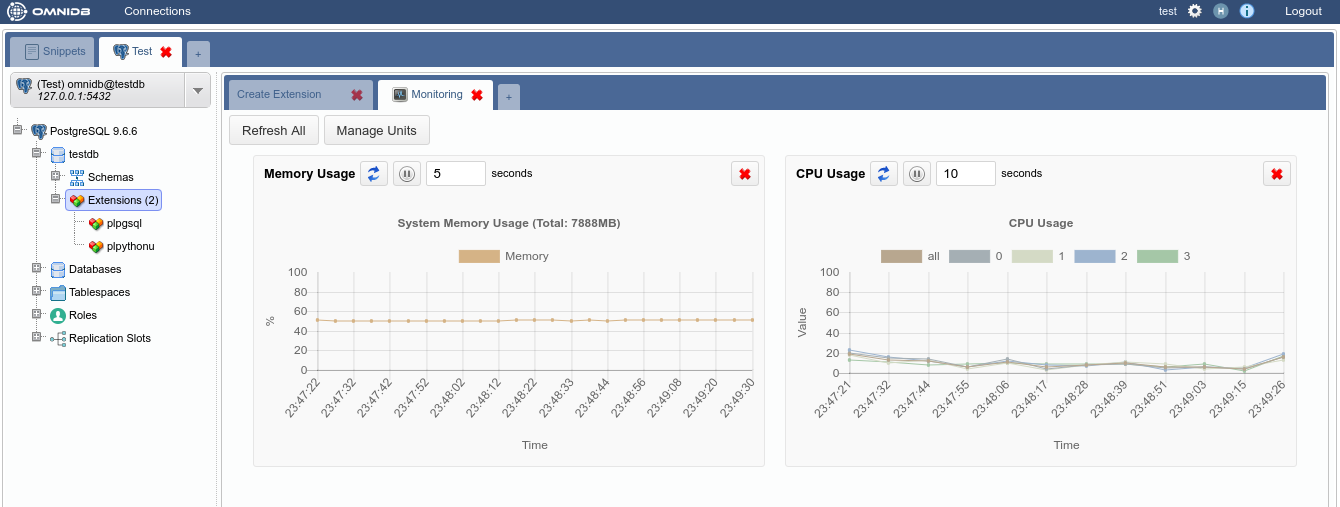 OMNIDB Connections test H i Logout
Snippets Test +
(Test) omnidb@testdb
127.0.0.1:5432
PostgreSQL 9.6.6
testdb
Schemas
Extensions (2)
plpgsql
plpythonu
Databases
Tablespaces
Roles
Replication Slots
Create Extension Monitoring +
Refresh All Manage Units
Memory Usage 5 seconds
System Memory Usage (Total: 7888MB)
Memory
100
80
60
40
20
0
%
23:47:22 23:47:32 23:47:42 23:47:52 23:48:02 23:48:12 23:48:22 23:48:33 23:48:44 23:48:56 23:49:08 23:49:20 23:49:30
Time
CPU Usage 10 seconds
CPU Usage
all 0 1 2 3
100
80
60
40
20
0
Value
23:47:21 23:47:32 23:47:44 23:47:55 23:48:06 23:48:17 23:48:28 23:48:39 23:48:51 23:49:03 23:49:15 23:49:26
Time